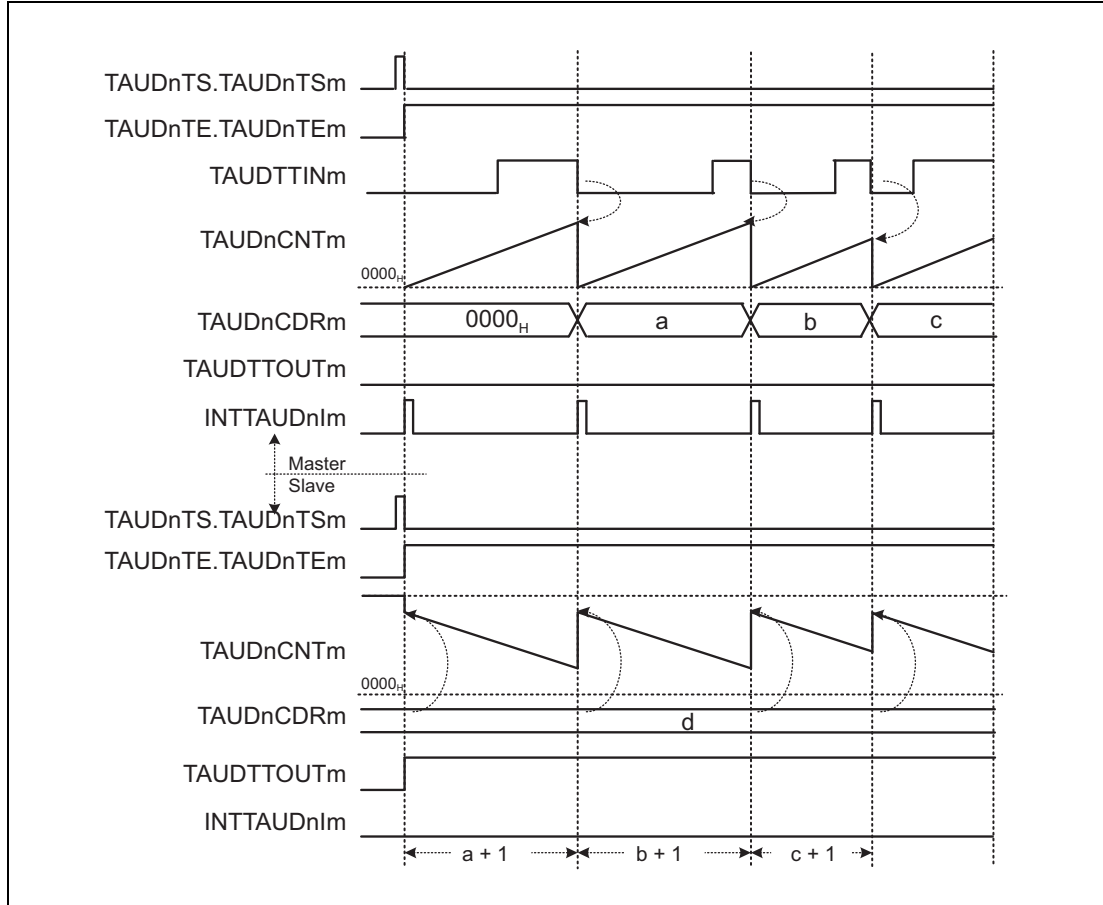 TAUDnTS.TAUDnTSm
TAUDnTE.TAUDnTEm
TAUDTTINm
TAUDnCNTm
0000H
TAUDnCDRm
0000H a b c
TAUDTTOUTm
INTTAUDnIm
Master
Slave
TAUDnTS.TAUDnTSm
TAUDnTE.TAUDnTEm
TAUDnCNTm
0000H
TAUDnCDRm
d
TAUDTTOUTm
INTTAUDnIm
a + 1 b + 1 c + 1